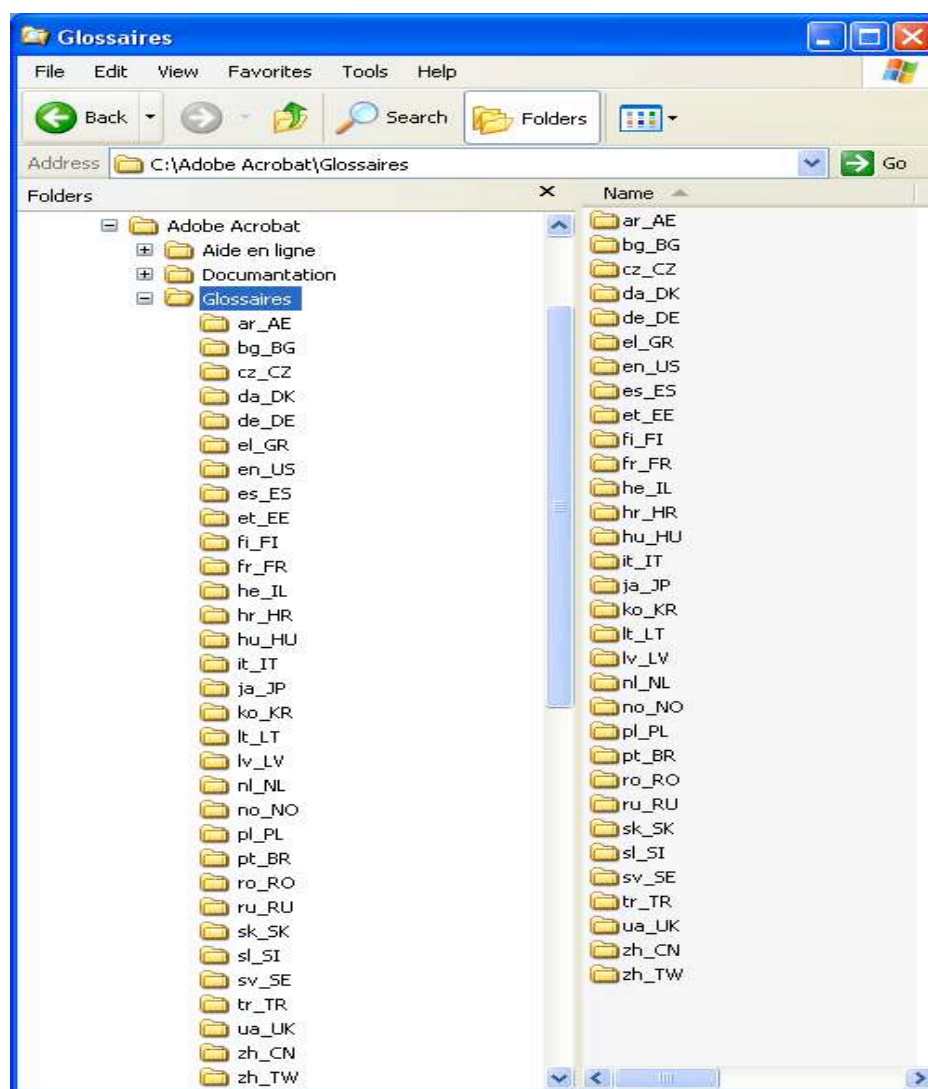 Glossaires
File Edit View Favorites Tools Help
Back Search Folders
Address C:\Adobe Acrobat\Glossaires Go
Folders
Adobe Acrobat
Aide en ligne
Documantation
Glossaires
ar_AE
bg_BG
cz_CZ
da_DK
de_DE
el_GR
en_US
es_ES
et_EE
fi_FI
fr_FR
he_IL
hr_HR
hu_HU
it_IT
ja_JP
ko_KR
lt_LT
lv_LV
nl_NL
no_NO
pl_PL
pt_BR
ro_RO
ru_RU
sk_SK
sl_SI
sv_SE
tr_TR
ua_UK
zh_CN
zh_TW
Name
ar_AE
bg_BG
cz_CZ
da_DK
de_DE
el_GR
en_US
es_ES
et_EE
fi_FI
fr_FR
he_IL
hr_HR
hu_HU
it_IT
ja_JP
ko_KR
lt_LT
lv_LV
nl_NL
no_NO
pl_PL
pt_BR
ro_RO
ru_RU
sk_SK
sl_SI
sv_SE
tr_TR
ua_UK
zh_CN
zh_TW